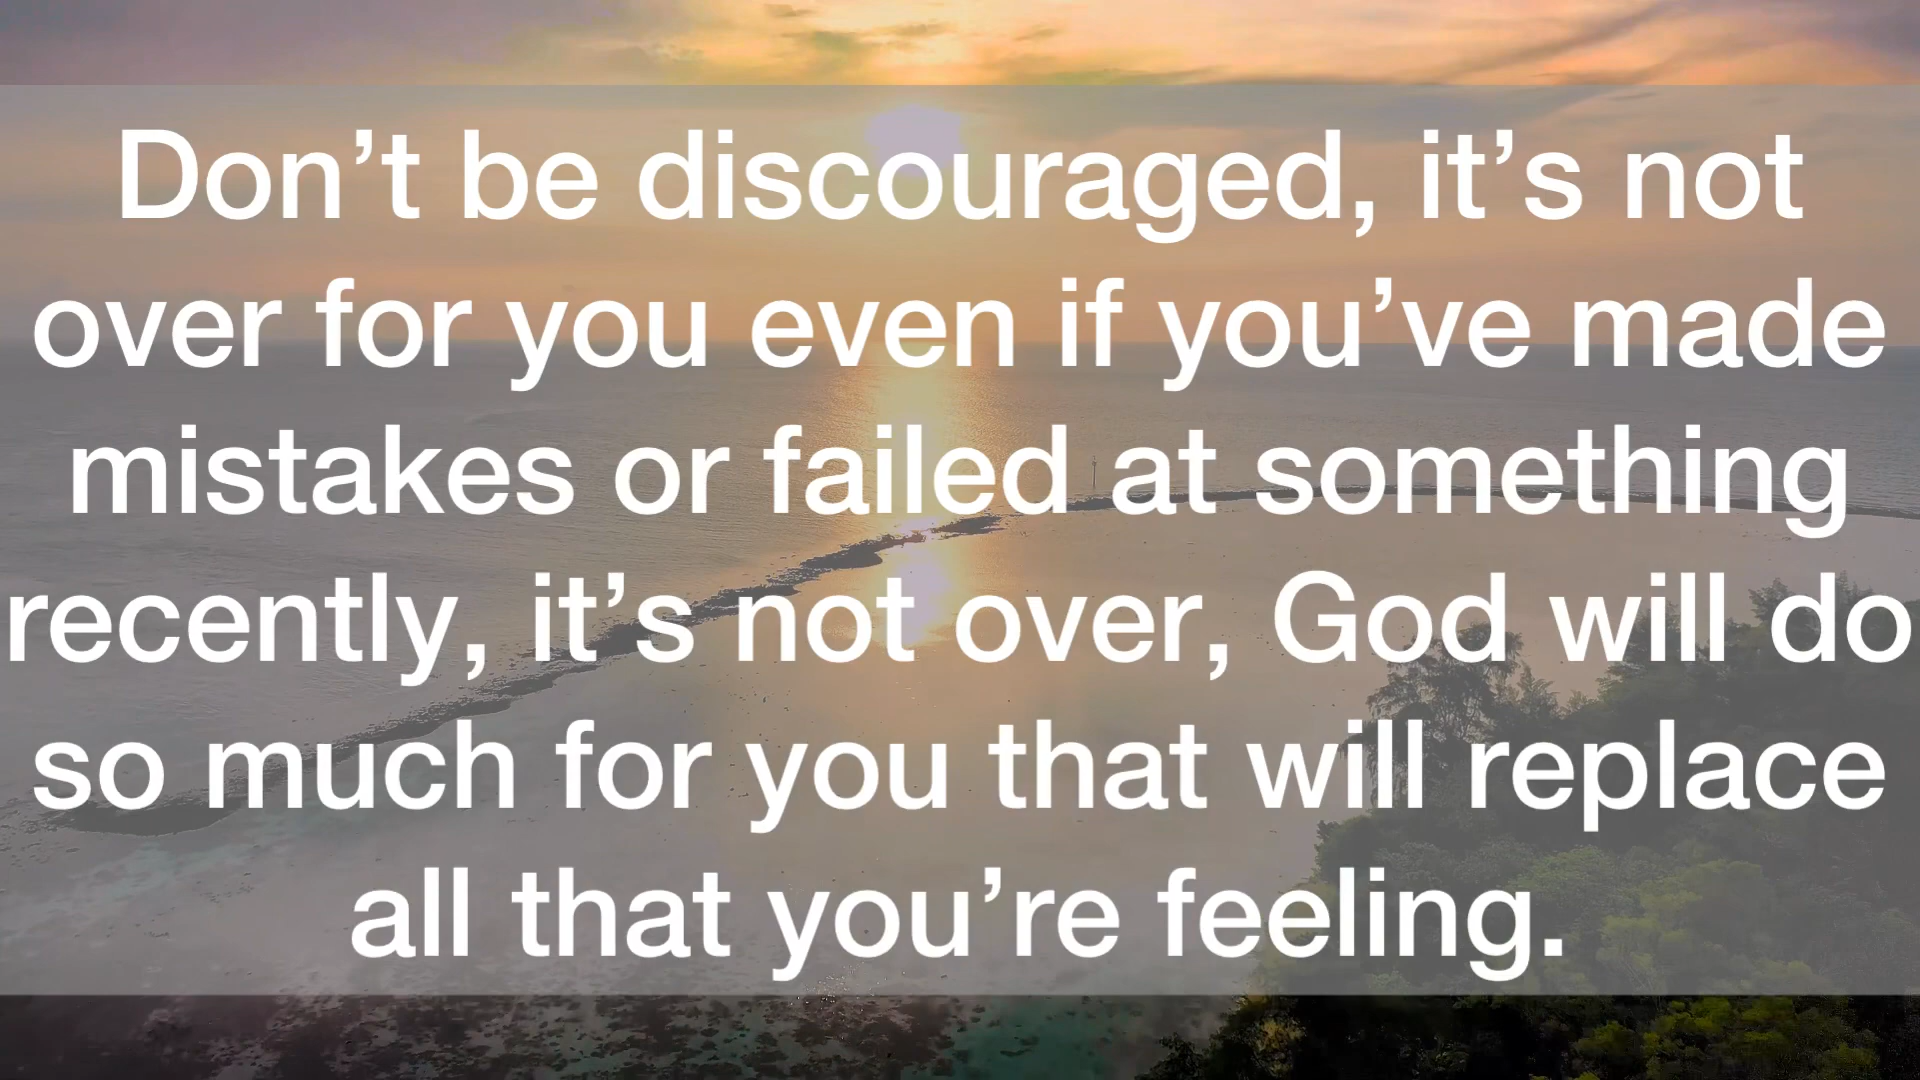 Don’t be discouraged, it’s not
over for you even if you’ve made
mistakes or failed at something
recently, it’s not over, God will do
so much for you that will replace
all that you’re feeling.